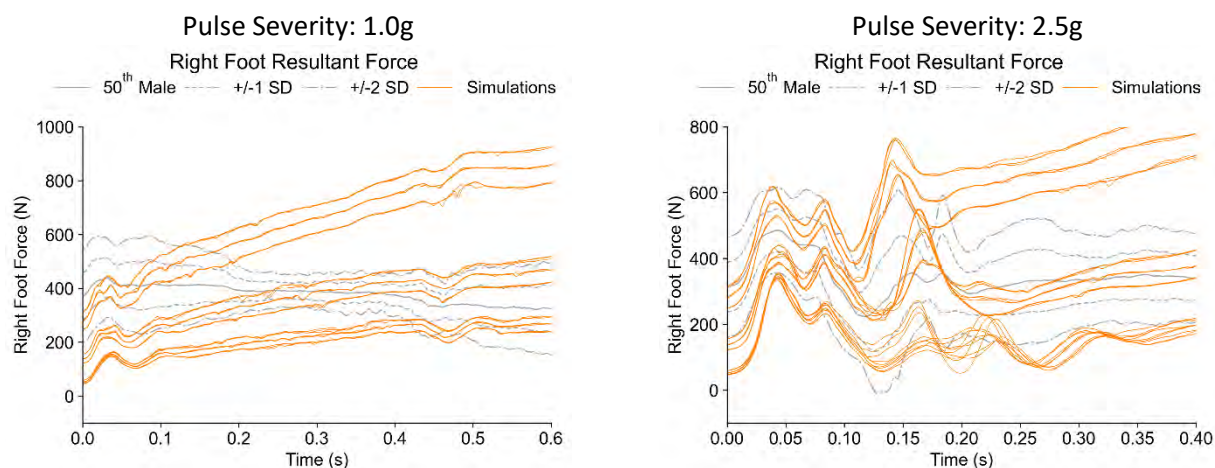 Pulse Severity: 1.0g
Right Foot Resultant Force
50th Male +/-1 SD +/-2 SD Simulations
1000
800
600
400
200
0
Right Foot Force (N)
0.0 0.1 0.2 0.3 0.4 0.5 0.6
Time (s)
Pulse Severity: 2.5g
Right Foot Resultant Force
50th Male +/-1 SD +/-2 SD Simulations
800
600
400
200
0
Right Foot Force (N)
0.00 0.05 0.10 0.15 0.20 0.25 0.30 0.35 0.40
Time (s)